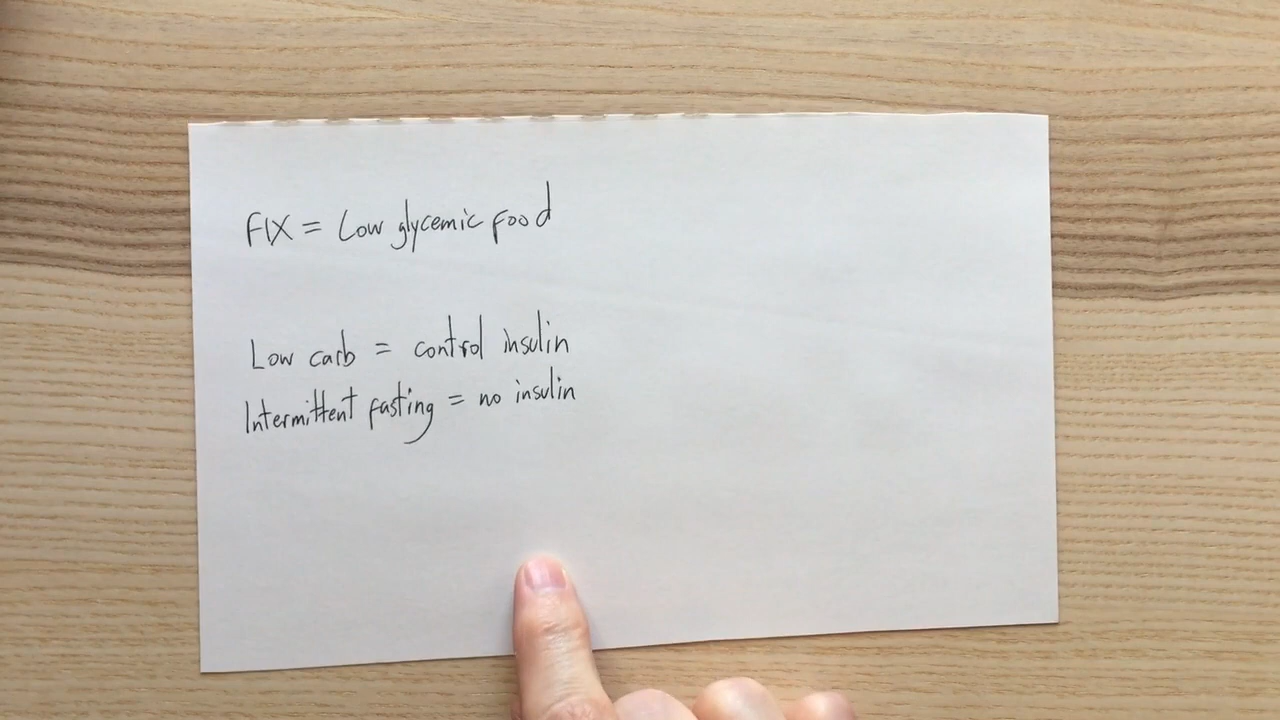 FIX = Low glycemic food
Low carb = control insulin
Intermittent fasting = no insulin